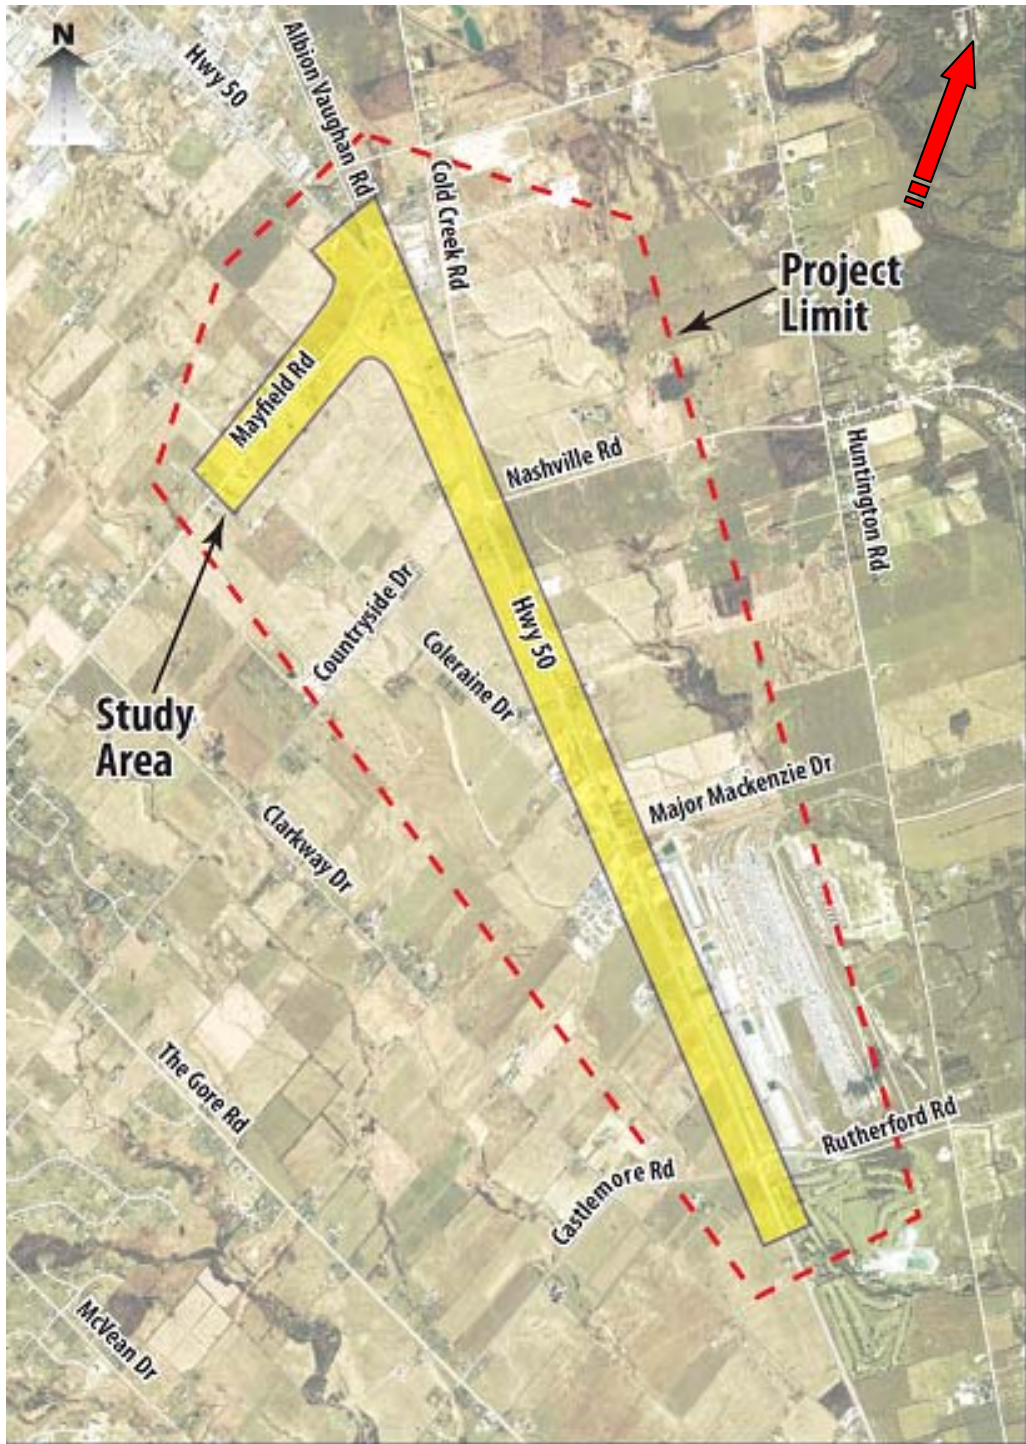 N
Hwy 50
Albion Vaughan Rd
Cold Creek Rd
Project
Limit
Mayfield Rd
Nashville Rd
Huntington Rd
Countryside Dr
Hwy 50
Coleraine Dr
Study
Area
Major Mackenzie Dr
Clarkway Dr
The Gore Rd
Rutherford Rd
Castlemore Rd
McVean Dr